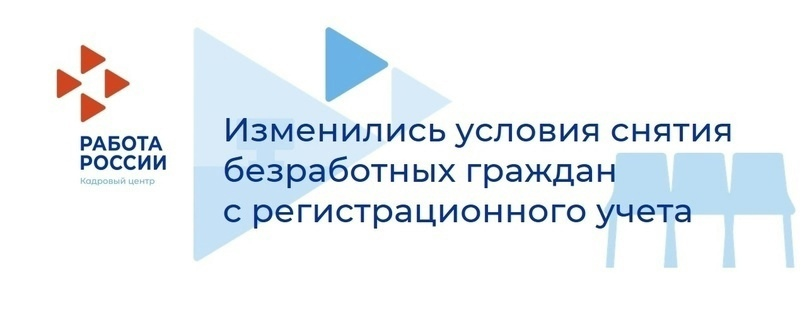 РАБОТА
РОССИИ
Кадровый центр
Изменились условия снятия
безработных граждан
с регистрационного учета